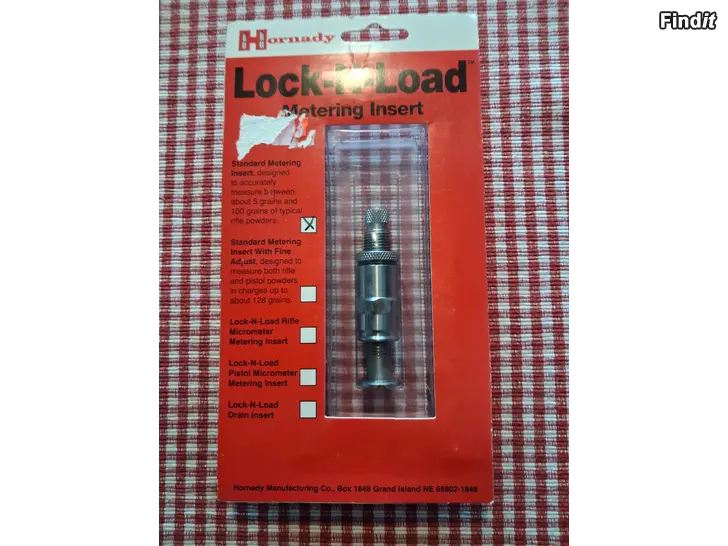 Findit
Hornady
Lock-N-Load™
Metering Insert
Standard Metering
Insert, designed
to accurately
measure between
about 5 grains and
100 grains of typical
rifle powders.
X
Standard Metering
Insert With Fine
Adjust, designed to
measure both rifle
and pistol powders
in charges up to
about 128 grains.
Lock-N-Load Rifle
Micrometer
Metering Insert
Lock-N-Load
Pistol Micrometer
Metering Insert
Lock-N-Load
Drain Insert
Hornady Manufacturing Co., Box 1848 Grand Island NE 68802-1848